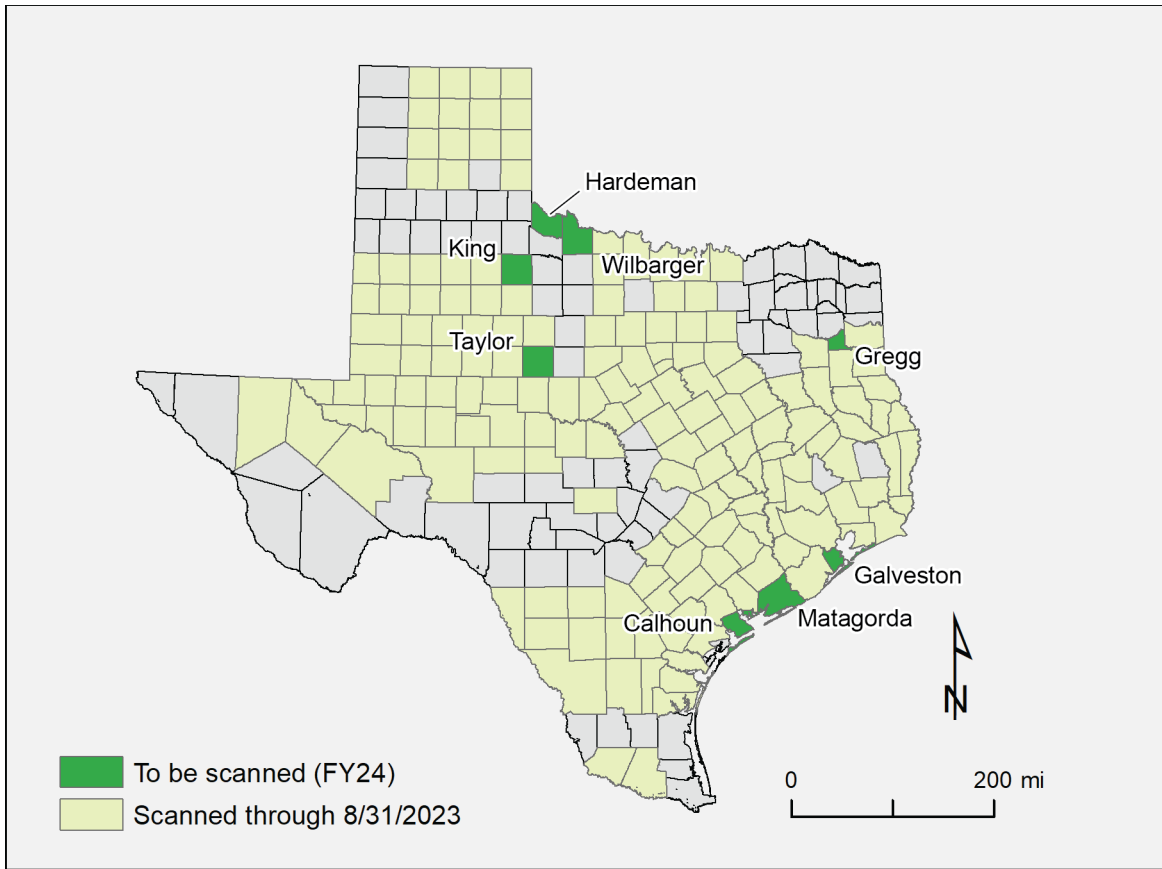 Hardeman
King
Wilbarger
Taylor
Gregg
Galveston
Calhoun
Matagorda
N
To be scanned (FY24)
Scanned through 8/31/2023
0 200 mi